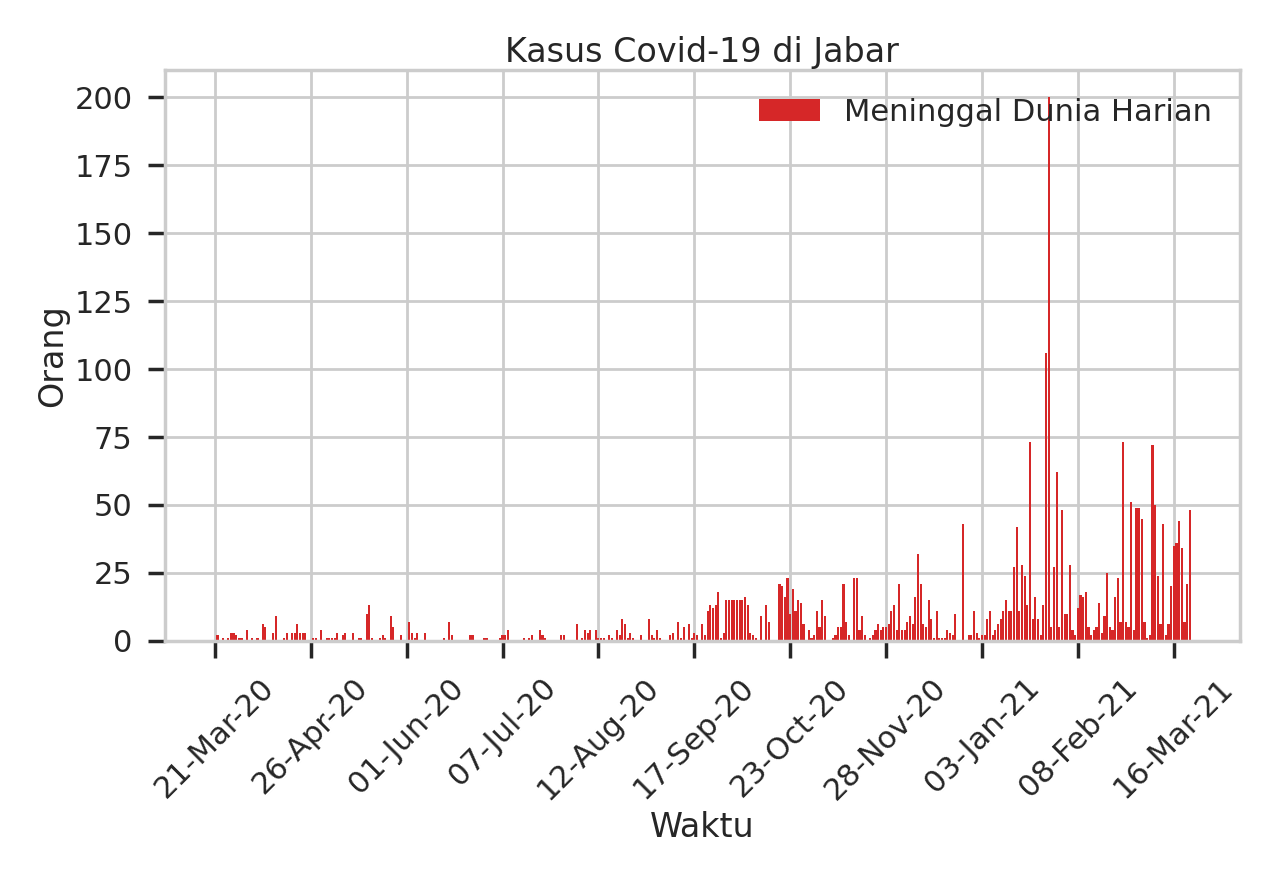 Kasus Covid-19 di Jabar
Meninggal Dunia Harian
200
175
150
125
100
75
50
25
0
Orang
21-Mar-20
26-Apr-20
01-Jun-20
07-Jul-20
12-Aug-20
17-Sep-20
23-Oct-20
28-Nov-20
03-Jan-21
08-Feb-21
16-Mar-21
Waktu